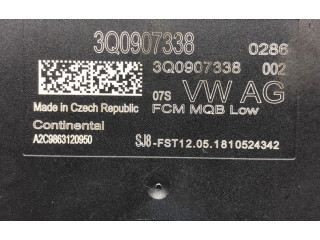 3Q0907338 0286
3Q0907338 002
07S VW AG
Made in Czech Republic FCM MQB Low
Continental
A2C9863120950 SJ8-FST12.05.1810524342